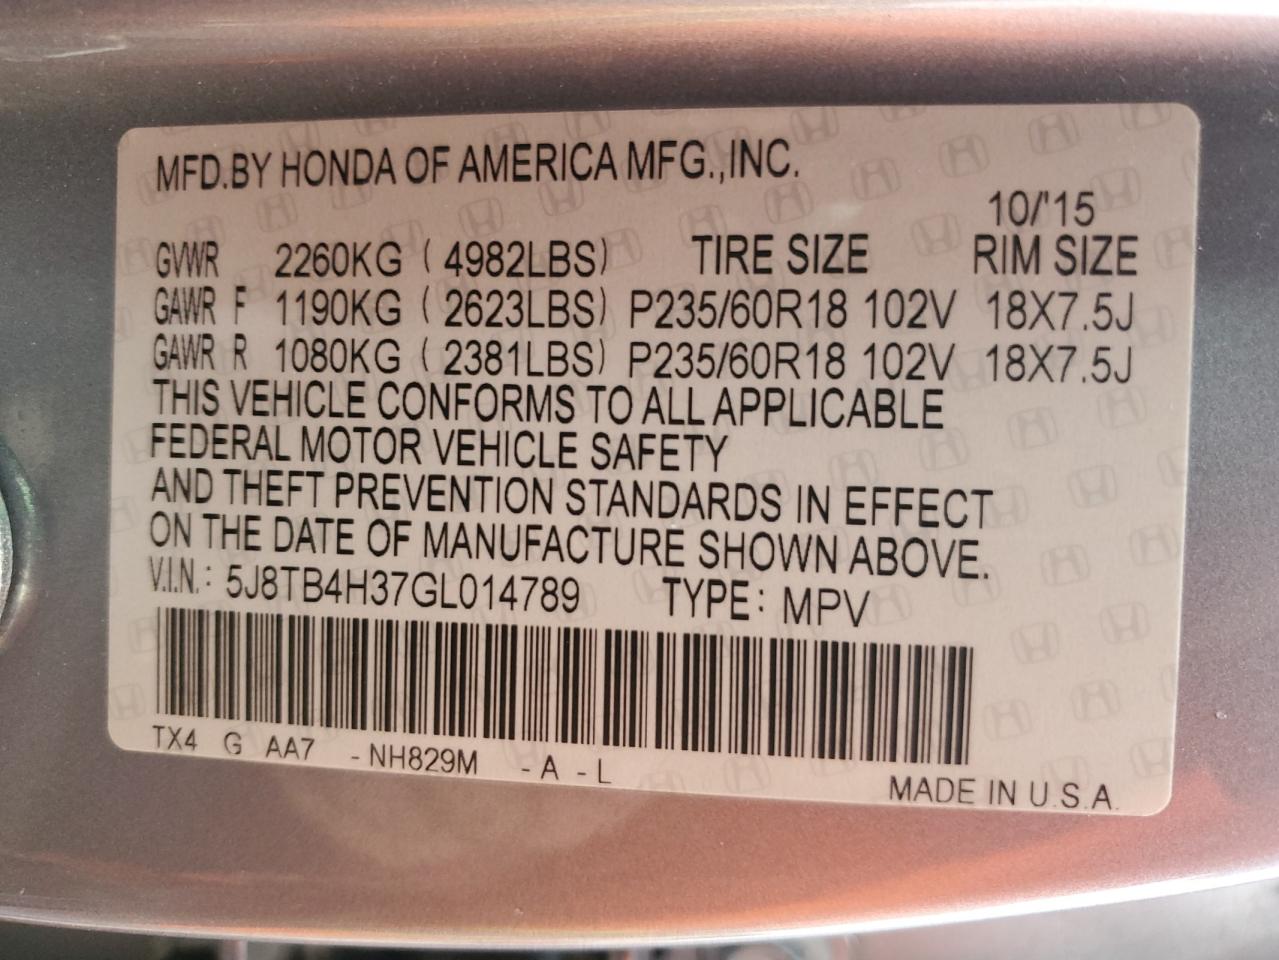 MFD.BY HONDA OF AMERICA MFG.,INC.
10/'15
GVWR 2260KG ( 4982LBS) TIRE SIZE RIM SIZE
GAWR F 1190KG ( 2623LBS) P235/60R18 102V 18X7.5J
GAWR R 1080KG ( 2381LBS) P235/60R18 102V 18X7.5J
THIS VEHICLE CONFORMS TO ALL APPLICABLE
FEDERAL MOTOR VEHICLE SAFETY
AND THEFT PREVENTION STANDARDS IN EFFECT
ON THE DATE OF MANUFACTURE SHOWN ABOVE.
V.I.N.: 5J8TB4H37GL014789 TYPE: MPV
TX4 G AA7 - NH829M - A - L
MADE IN U.S.A.